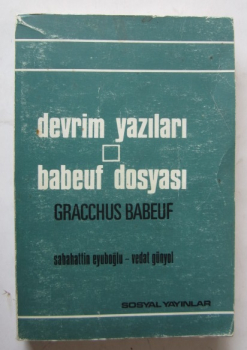 devrim yazıları
babeuf dosyası
GRACCHUS BABEUF
sabahattin eyuboğlu - vedat günyol
SOSYAL YAYINLAR